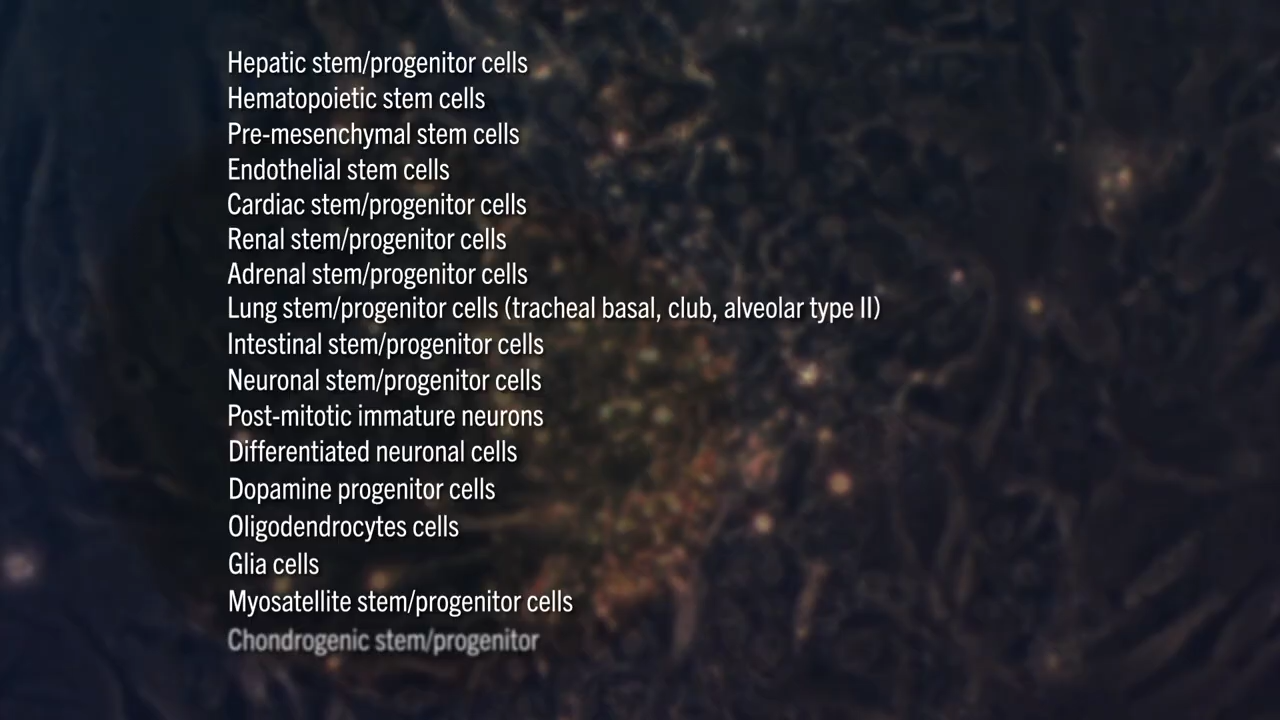 Hepatic stem/progenitor cells
Hematopoietic stem cells
Pre-mesenchymal stem cells
Endothelial stem cells
Cardiac stem/progenitor cells
Renal stem/progenitor cells
Adrenal stem/progenitor cells
Lung stem/progenitor cells (tracheal basal, club, alveolar type II)
Intestinal stem/progenitor cells
Neuronal stem/progenitor cells
Post-mitotic immature neurons
Differentiated neuronal cells
Dopamine progenitor cells
Oligodendrocytes cells
Glia cells
Myosatellite stem/progenitor cells
Chondrogenic stem/progenitor